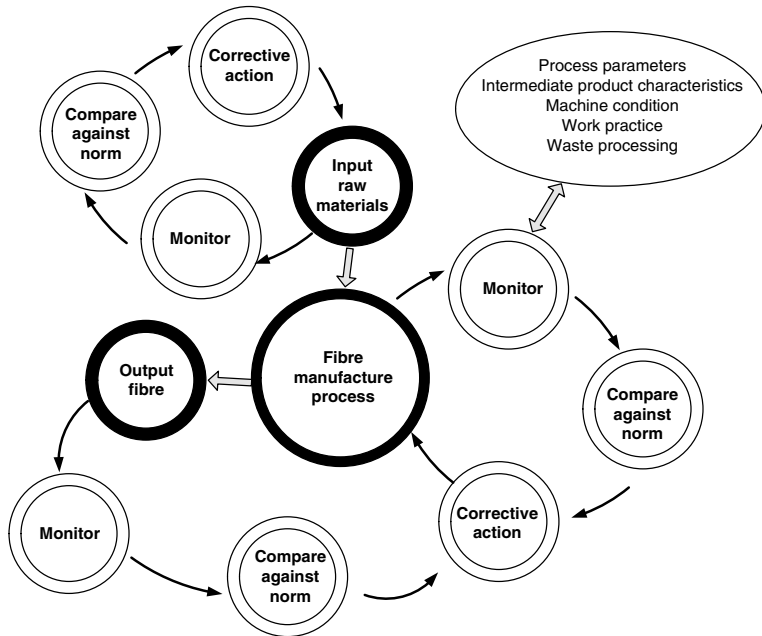 Corrective
action
Process parameters
Intermediate product characteristics
Machine condition
Work practice
Waste processing
Compare
against
norm
Input
raw
materials
Monitor
Monitor
Fibre
manufacture
process
Output
fibre
Compare
against
norm
Corrective
action
Monitor
Compare
against
norm